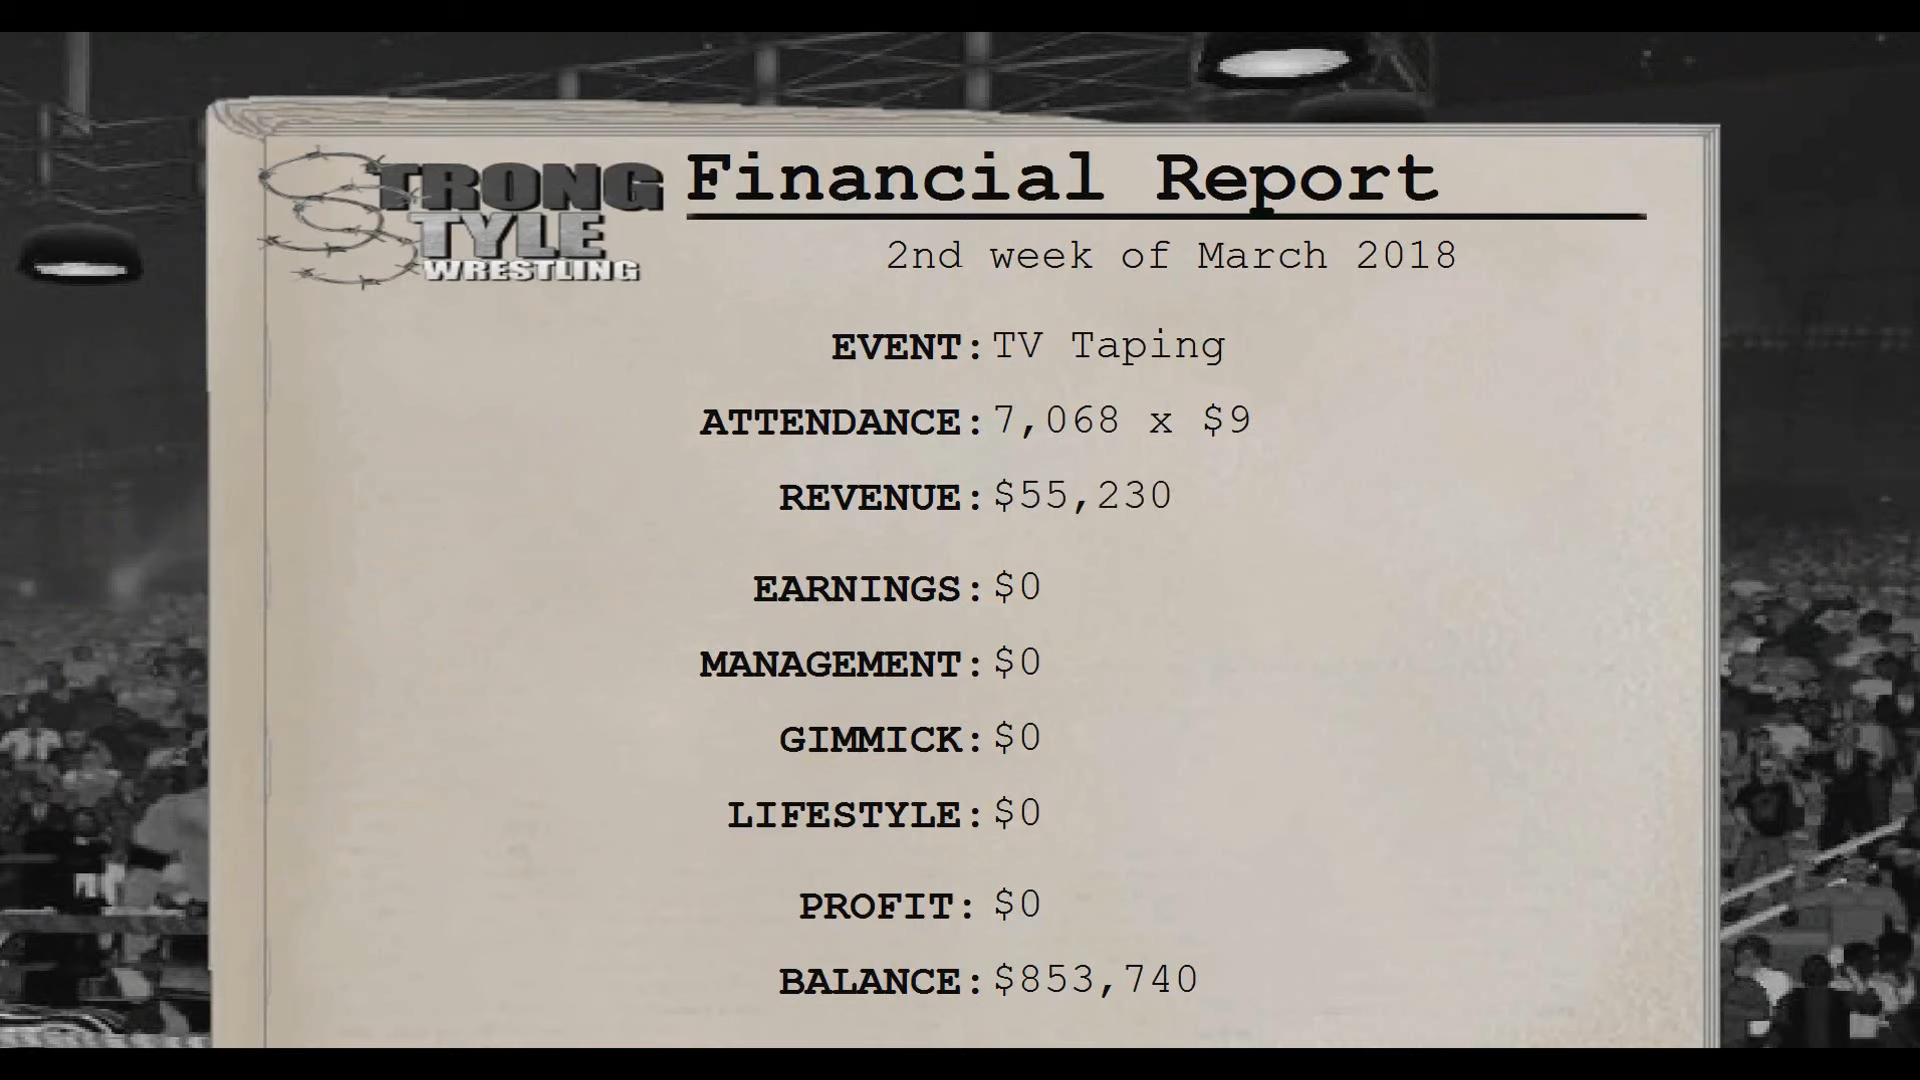 STRONG
STYLE
WRESTLING
Financial Report
2nd week of March 2018
EVENT: TV Taping
ATTENDANCE: 7,068 x $9
REVENUE: $55,230
EARNINGS: $0
MANAGEMENT: $0
GIMMICK: $0
LIFESTYLE: $0
PROFIT: $0
BALANCE: $853,740